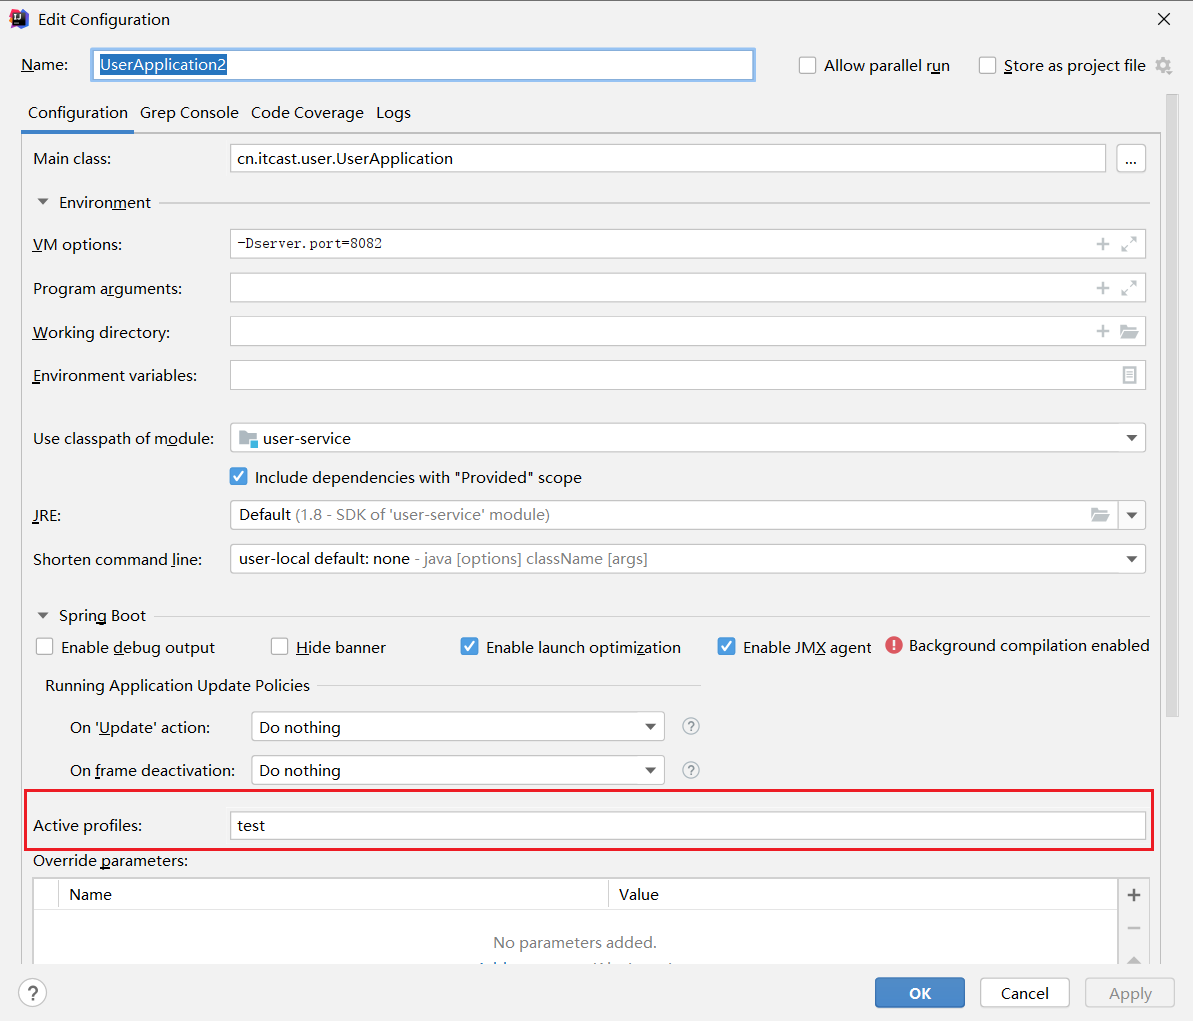 Edit Configuration
Name: UserApplication2 Allow parallel run Store as project file
Configuration Grep Console Code Coverage Logs
Main class: cn.itcast.user.UserApplication ...
Environment
VM options: -Dserver.port=8082
Program arguments:
Working directory:
Environment variables:
Use classpath of module: user-service
Include dependencies with "Provided" scope
JRE: Default (1.8 - SDK of 'user-service' module)
Shorten command line: user-local default: none - java [options] className [args]
Spring Boot
Enable debug output Hide banner Enable launch optimization Enable JMX agent Background compilation enabled
Running Application Update Policies
On 'Update' action: Do nothing ?
On frame deactivation: Do nothing ?
Active profiles: test
Override parameters:
Name Value
No parameters added.
? OK Cancel Apply